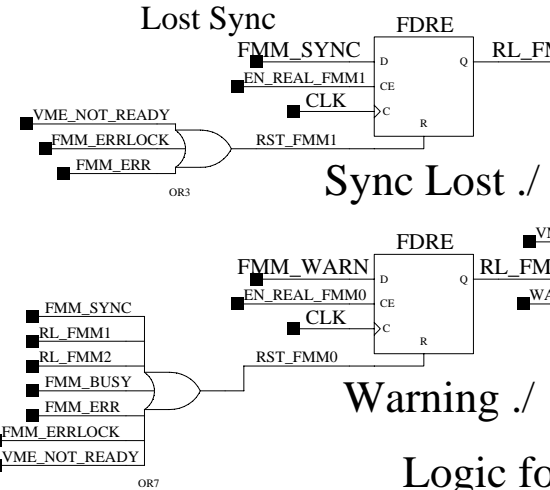 Lost Sync
FDRE
FMM_SYNC
D
Q
EN_REAL_FMM1
CE
CLK
C
VME_NOT_READY
R
FMM_ERRLOCK
RST_FMM1
FMM_ERR
OR3
Sync Lost ./
FDRE
FMM_WARN
D
Q
RL_FM
EN_REAL_FMM0
CE
FMM_SYNC
CLK
C
RL_FMM1
R
RL_FMM2
RST_FMM0
FMM_BUSY
FMM_ERR
Warning ./
FMM_ERRLOCK
VME_NOT_READY
Logic fo
OR7